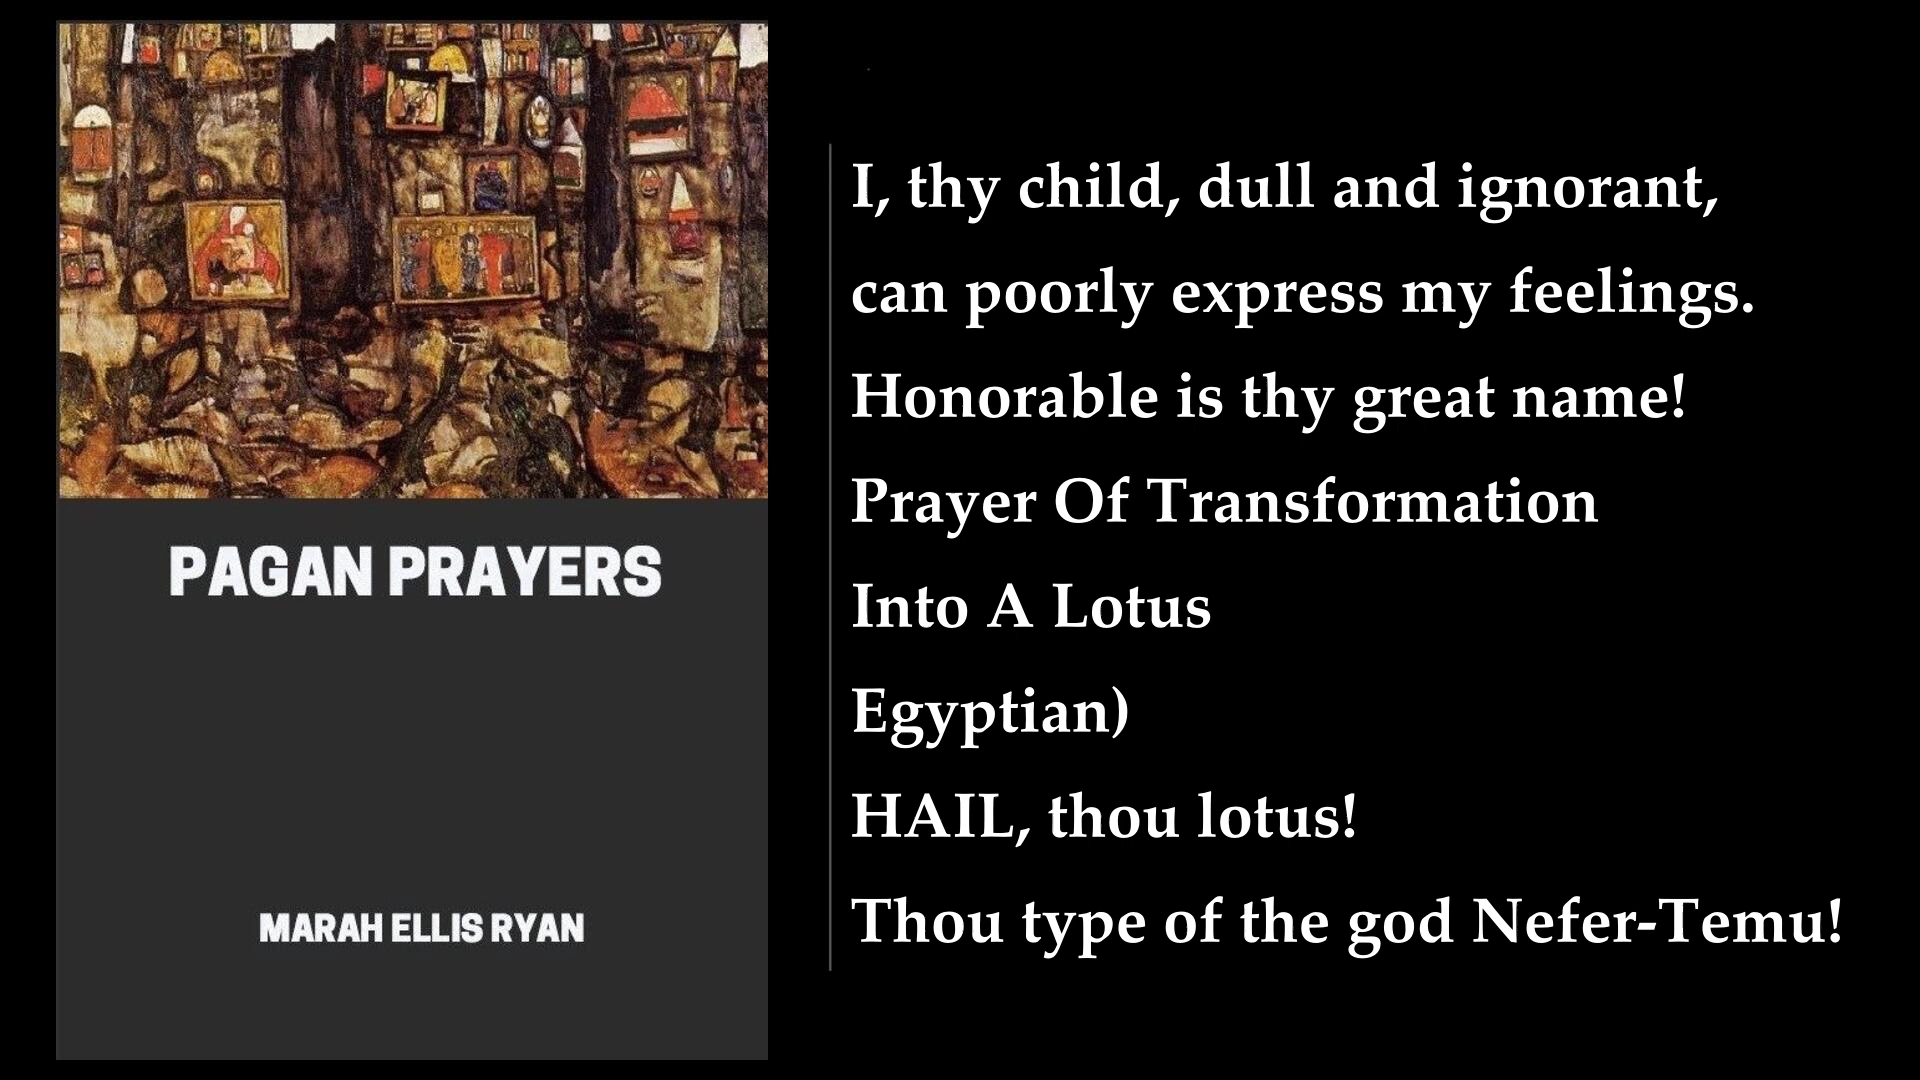 PAGAN PRAYERS
MARAH ELLIS RYAN
I, thy child, dull and ignorant,
can poorly express my feelings.
Honorable is thy great name!
Prayer Of Transformation
Into A Lotus
Egyptian)
HAIL, thou lotus!
Thou type of the god Nefer-Temu!